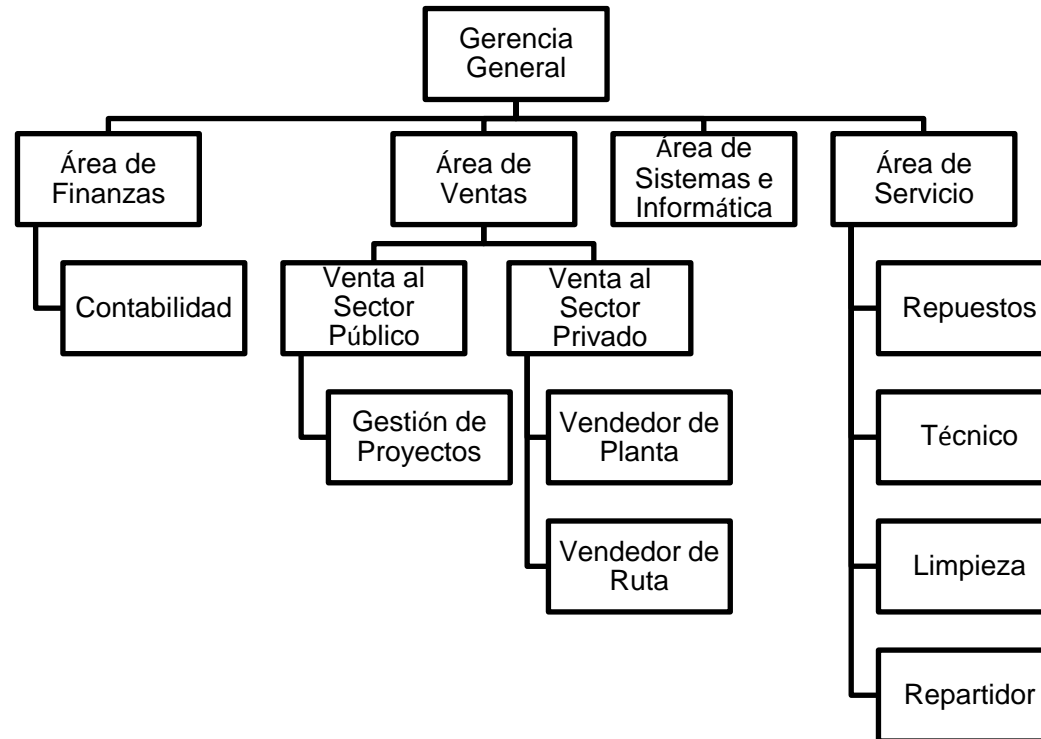 Gerencia
General
Área de
Finanzas
Área de
Ventas
Área de
Sistemas e
Informática
Área de
Servicio
Contabilidad
Venta al
Sector
Público
Venta al
Sector
Privado
Repuestos
Gestión de
Proyectos
Vendedor de
Planta
Técnico
Vendedor de
Ruta
Limpieza
Repartidor